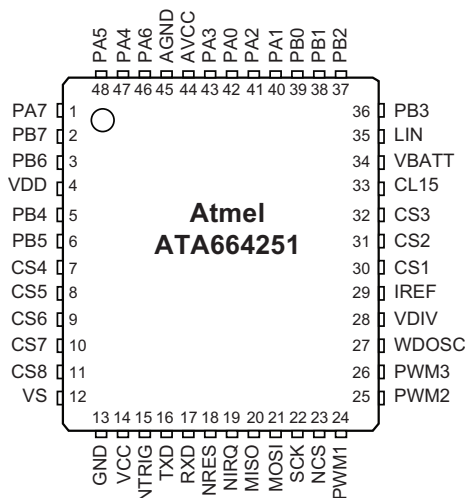 PA5 PA4 PA6 AGND AVCC PA3 PA0 PA2 PA1 PB0 PB1 PB2
48 47 46 45 44 43 42 41 40 39 38 37
PA7 1 36 PB3
PB7 2 35 LIN
PB6 3 34 VBATT
VDD 4 33 CL15
PB4 5 32 CS3
PB5 6 31 CS2
CS4 7 30 CS1
CS5 8 29 IREF
CS6 9 28 VDIV
CS7 10 27 WDOSC
CS8 11 26 PWM3
VS 12 25 PWM2
Atmel
ATA664251
13 14 15 16 17 18 19 20 21 22 23 24
GND VCC NTRIG TXD RXD NRES NIRQ MISO MOSI SCK NCS PWM1